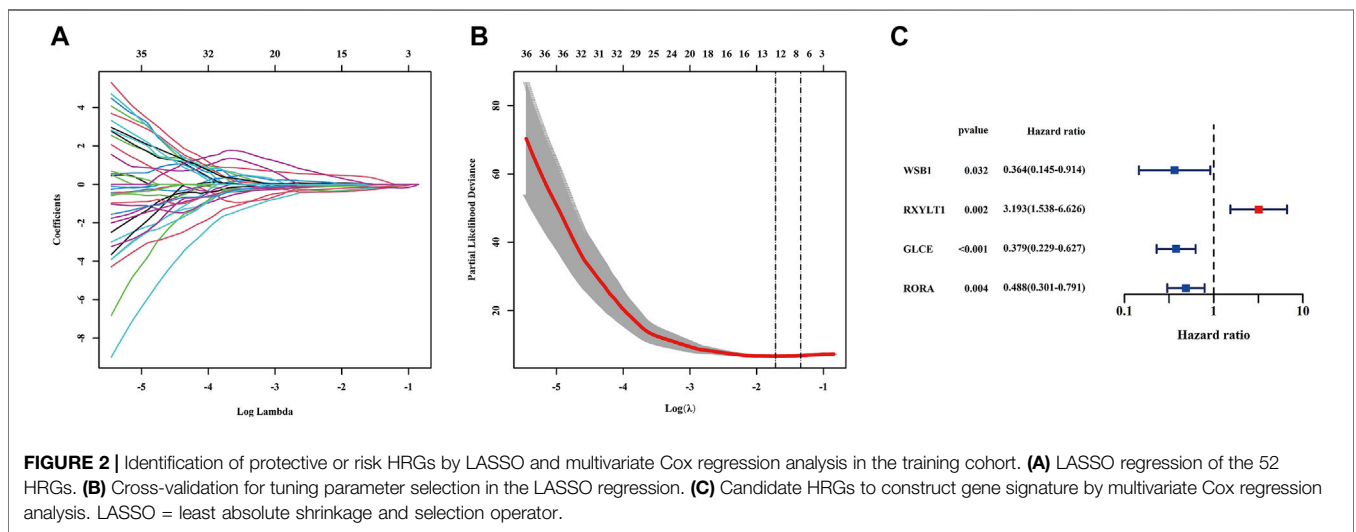 A
35 32 20 15 3
4
2
0
-2
-4
-6
-8
Coefficients
-5 -4 -3 -2 -1
Log Lambda
B
36 36 36 32 31 32 29 25 24 20 18 16 16 13 12 8 6 3
80
60
40
20
Partial Likelihood Deviance
-5 -4 -3 -2 -1
Log(λ)
C
pvalue Hazard ratio
WSB1 0.032 0.364(0.145-0.914)
RXYLT1 0.002 3.193(1.538-6.626)
GLCE <0.001 0.379(0.229-0.627)
RORA 0.004 0.488(0.301-0.791)
0.1 1 10
Hazard ratio
FIGURE 2 | Identification of protective or risk HRGs by LASSO and multivariate Cox regression analysis in the training cohort. (A) LASSO regression of the 52
HRGs. (B) Cross-validation for tuning parameter selection in the LASSO regression. (C) Candidate HRGs to construct gene signature by multivariate Cox regression
analysis. LASSO = least absolute shrinkage and selection operator.